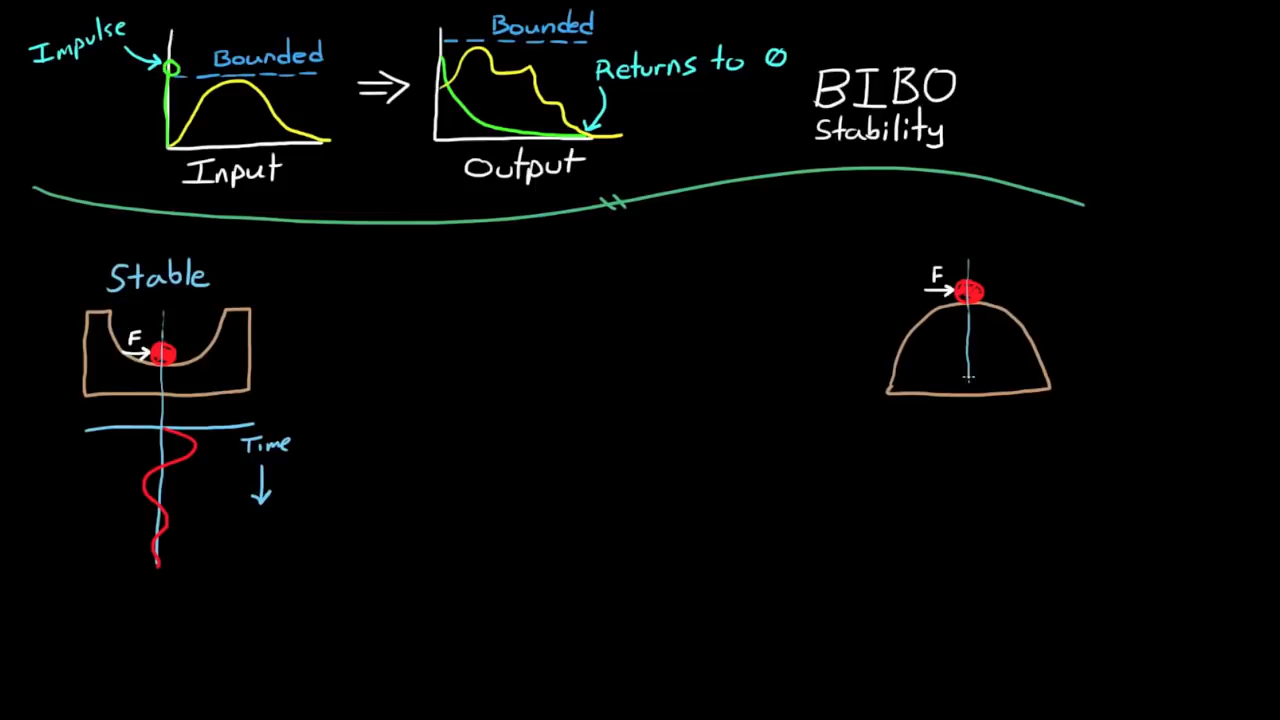 Impulse
Bounded
Input
Bounded
Returns to 0
Output
BIBO
Stability
Stable
F
Time
F